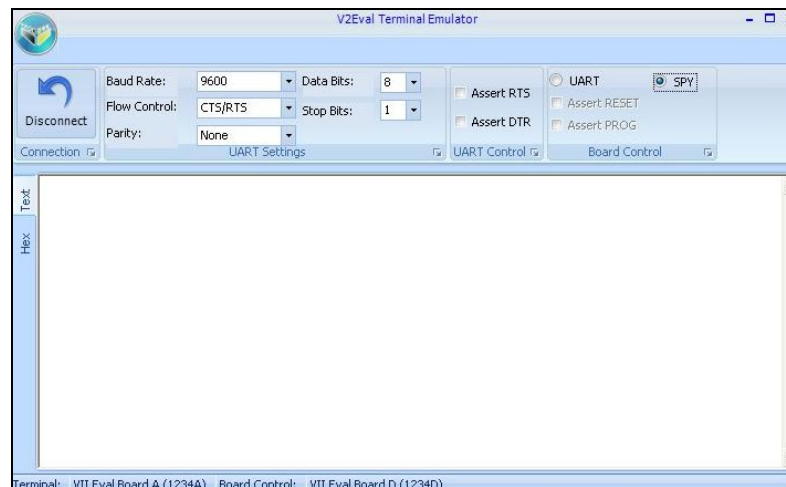 V2Eval Terminal Emulator
Disconnect
Connection
Baud Rate: 9600 Data Bits: 8
Flow Control: CTS/RTS Stop Bits: 1
Parity: None
UART Settings
Assert RTS
Assert DTR
UART Control
UART SPY
Assert RESET
Assert PROG
Board Control
Text
Hex
Terminal: VII Eval Board A (1234A) Board Control: VII Eval Board D (1234D)